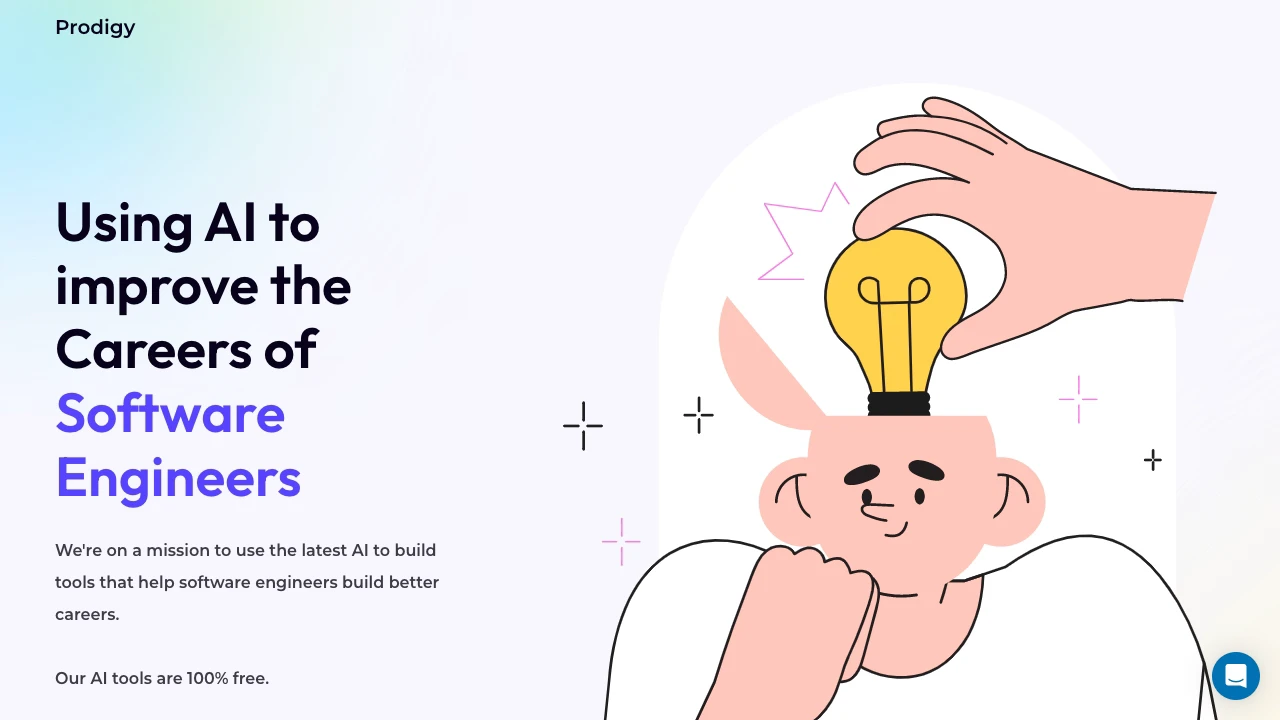 Prodigy
Using AI to
improve the
Careers of
Software
Engineers
We're on a mission to use the latest AI to build
tools that help software engineers build better
careers.
Our AI tools are 100% free.